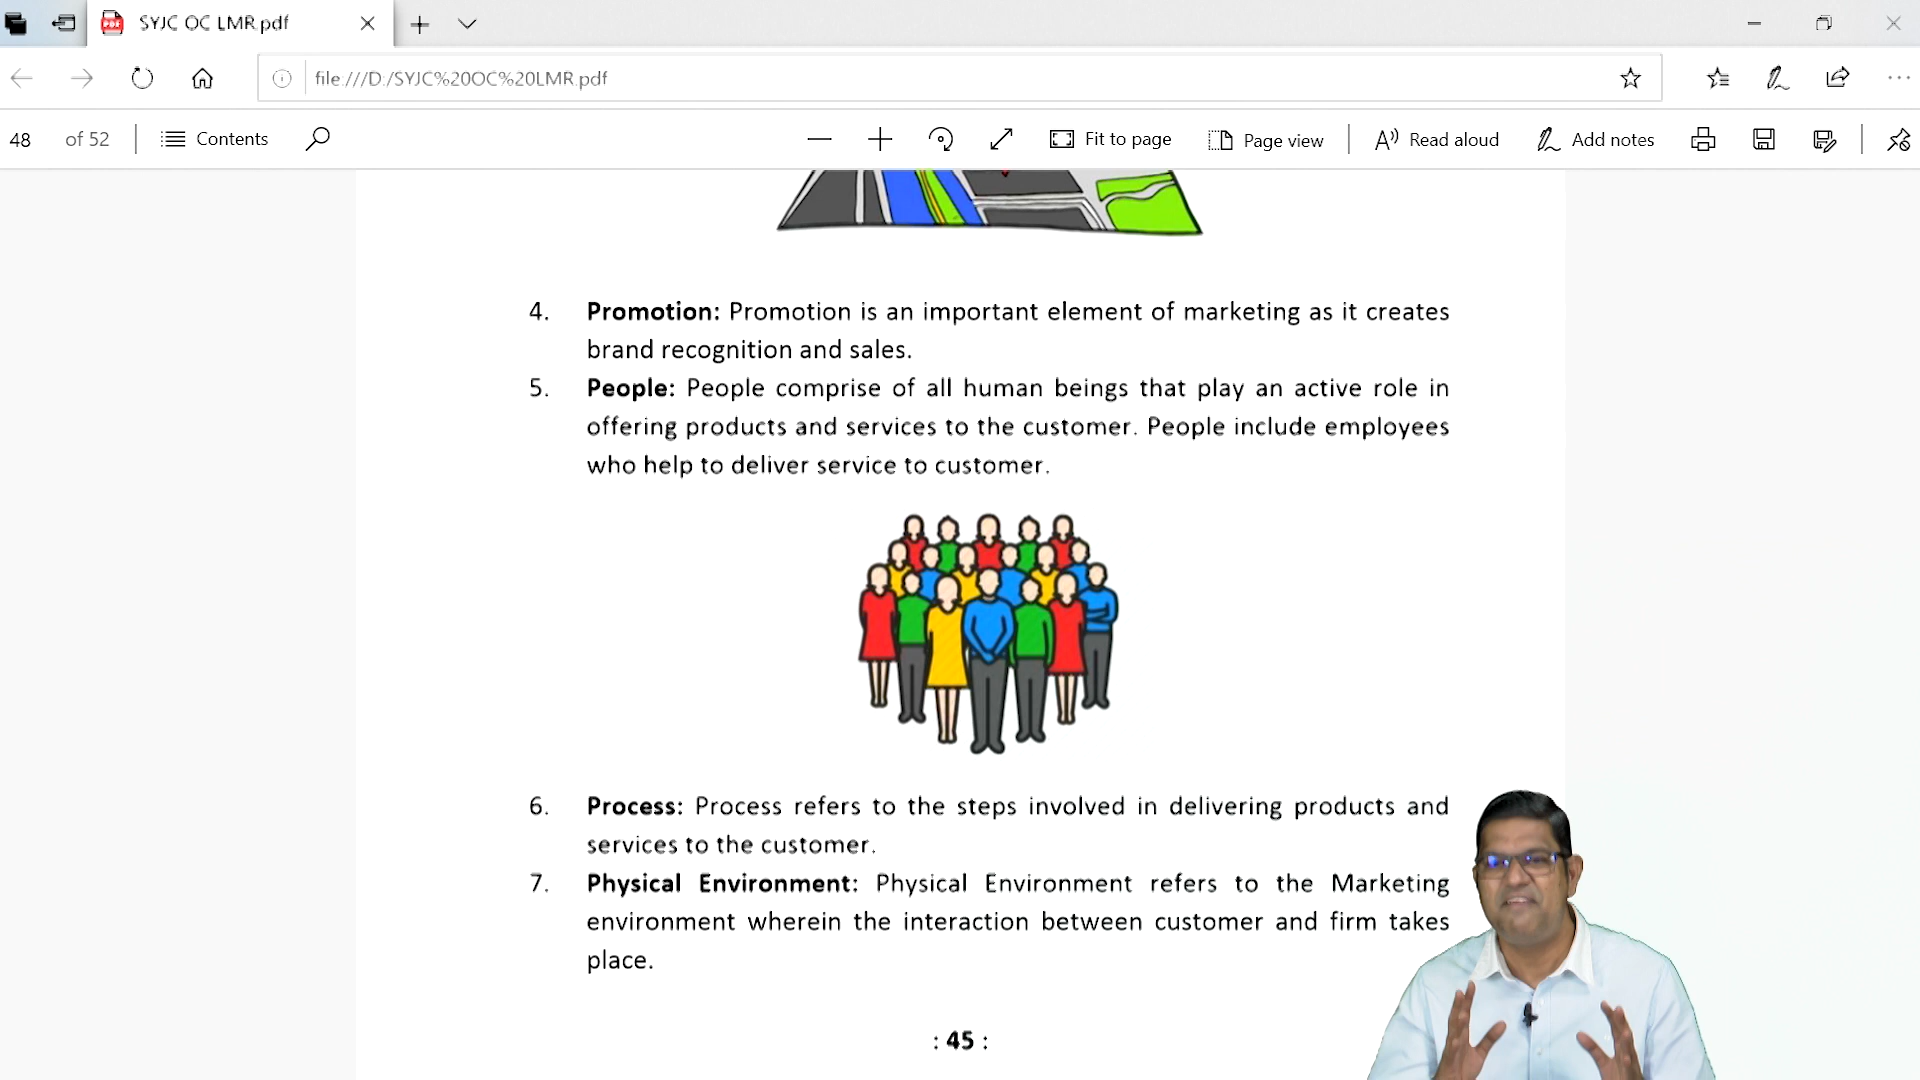 SYJC OC LMR.pdf
file:///D:/SYJC%20OC%20LMR.pdf
48 of 52 Contents Fit to page Page view Read aloud Add notes
4. Promotion: Promotion is an important element of marketing as it creates
brand recognition and sales.
5. People: People comprise of all human beings that play an active role in
offering products and services to the customer. People include employees
who help to deliver service to customer.
6. Process: Process refers to the steps involved in delivering products and
services to the customer.
7. Physical Environment: Physical Environment refers to the Marketing
environment wherein the interaction between customer and firm takes
place.
: 45 :